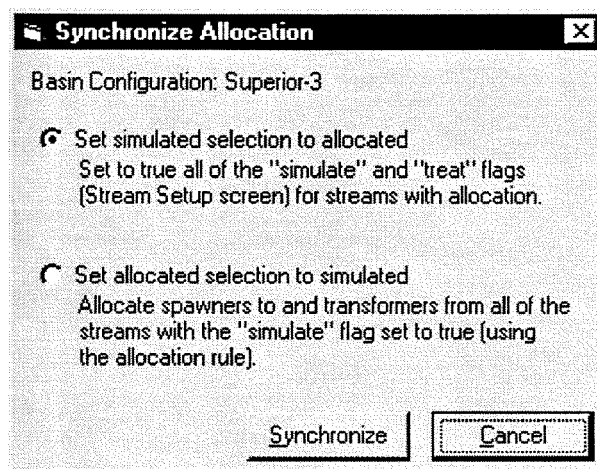 Synchronize Allocation
Basin Configuration: Superior-3
Set simulated selection to allocated
Set to true all of the "simulate" and "treat" flags
(Stream Setup screen) for streams with allocation.
Set allocated selection to simulated
Allocate spawners to and transformers from all of the
streams with the "simulate" flag set to true (using
the allocation rule).
Synchronize Cancel